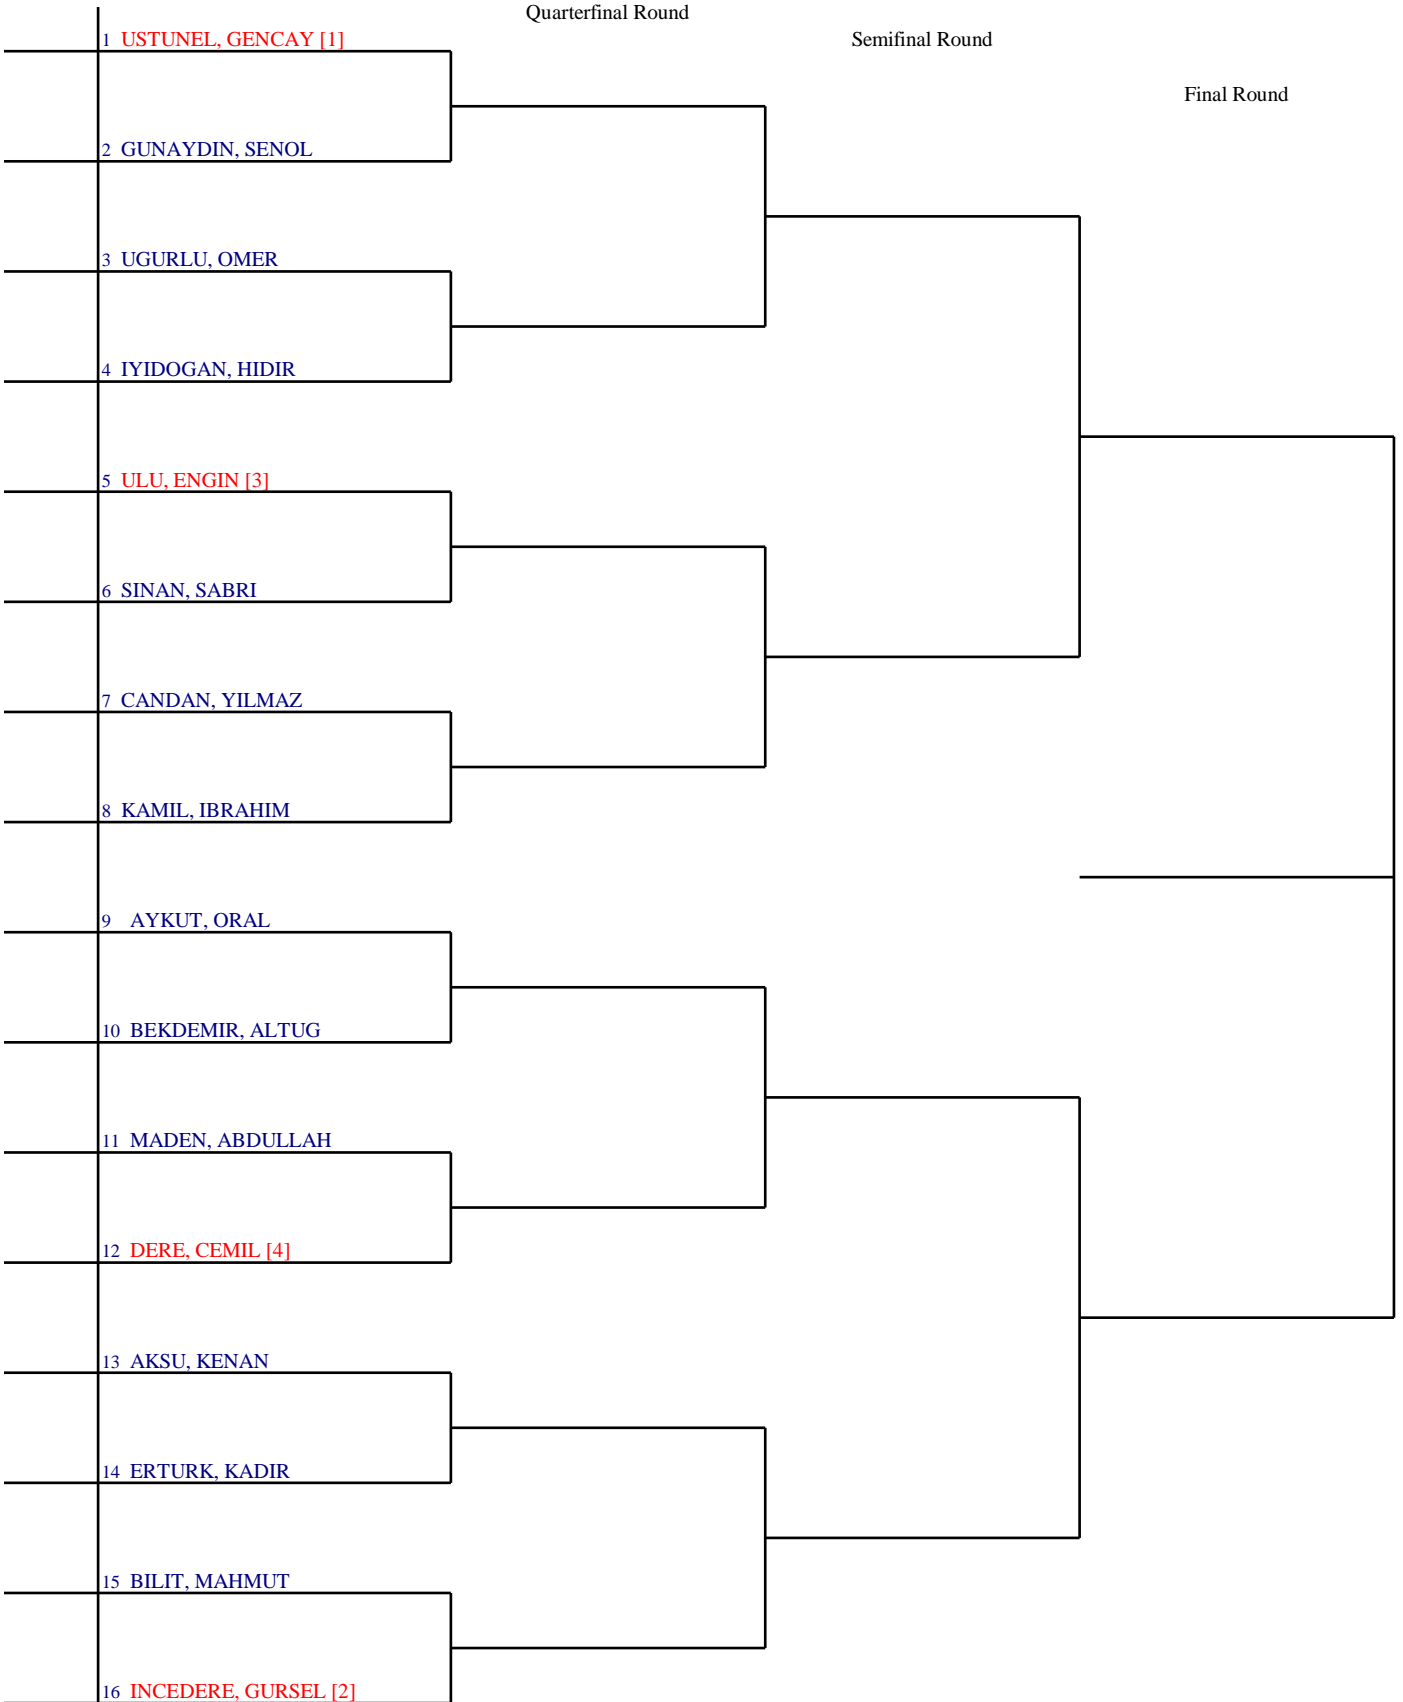 Quarterfinal Round
Semifinal Round
Final Round
1 USTUNEL, GENCAY [1]
2 GUNAYDIN, SENOL
3 UGURLU, OMER
4 IYIDOGAN, HIDIR
5 ULU, ENGIN [3]
6 SINAN, SABRI
7 CANDAN, YILMAZ
8 KAMIL, IBRAHIM
9 AYKUT, ORAL
10 BEKDEMIR, ALTUG
11 MADEN, ABDULLAH
12 DERE, CEMIL [4]
13 AKSU, KENAN
14 ERTURK, KADIR
15 BILIT, MAHMUT
16 INCEDERE, GURSEL [2]